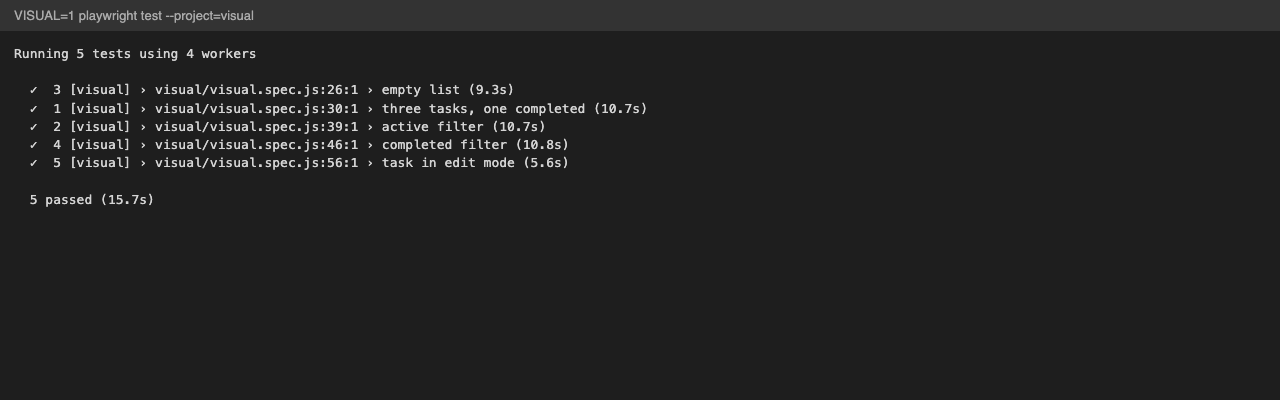 VISUAL=1 playwright test --project=visual
Running 5 tests using 4 workers
✓ 3 [visual] › visual/visual.spec.js:26:1 › empty list (9.3s)
✓ 1 [visual] › visual/visual.spec.js:30:1 › three tasks, one completed (10.7s)
✓ 2 [visual] › visual/visual.spec.js:39:1 › active filter (10.7s)
✓ 4 [visual] › visual/visual.spec.js:46:1 › completed filter (10.8s)
✓ 5 [visual] › visual/visual.spec.js:56:1 › task in edit mode (5.6s)
5 passed (15.7s)